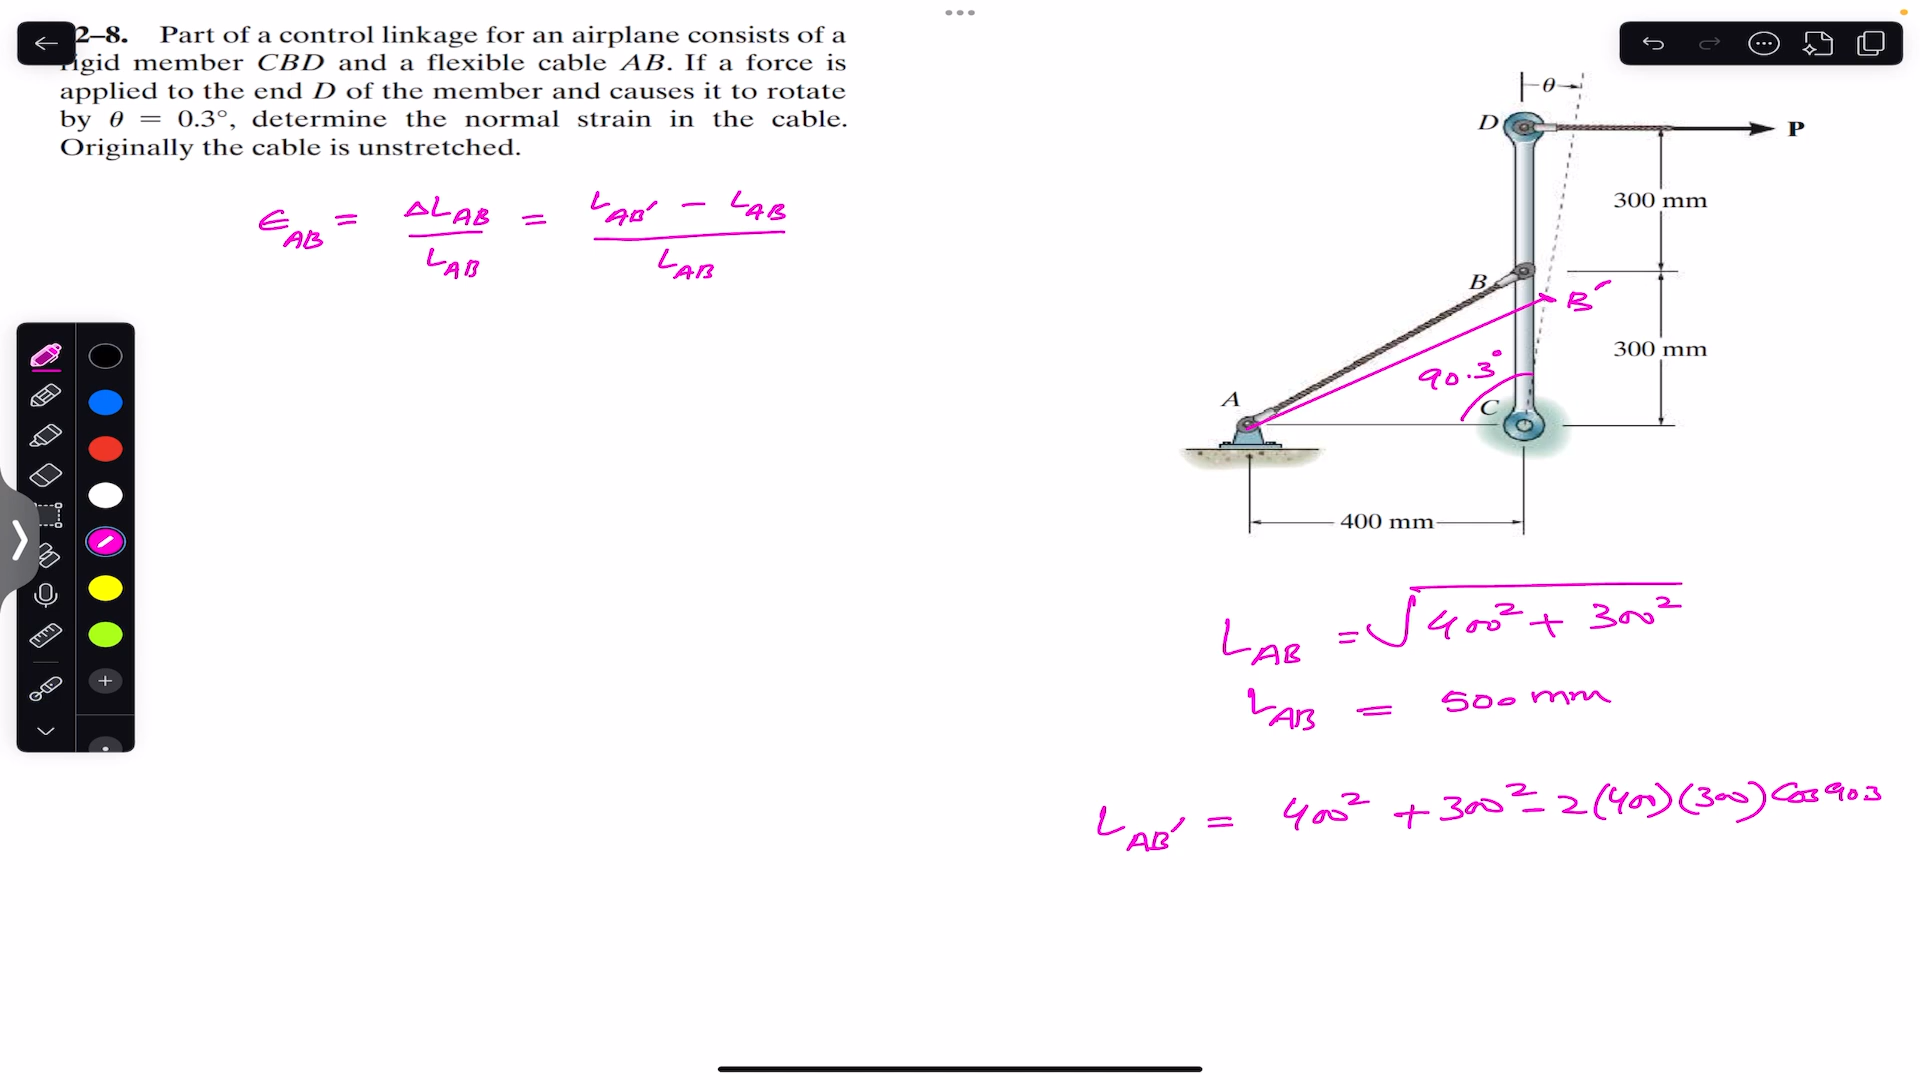 2–8. Part of a control linkage for an airplane consists of a
rigid member CBD and a flexible cable AB. If a force is
applied to the end D of the member and causes it to rotate
by θ = 0.3°, determine the normal strain in the cable.
Originally the cable is unstretched.
ϵ_AB = ΔL_AB / L_AB = (L_AB′ − L_AB) / L_AB
θ
D
P
300 mm
B
B′
300 mm
90.3°
A
C
400 mm
L_AB = √(400² + 300²)
L_AB = 500 mm
L_AB′ = 400² + 300² − 2(400)(300) Cos 90.3